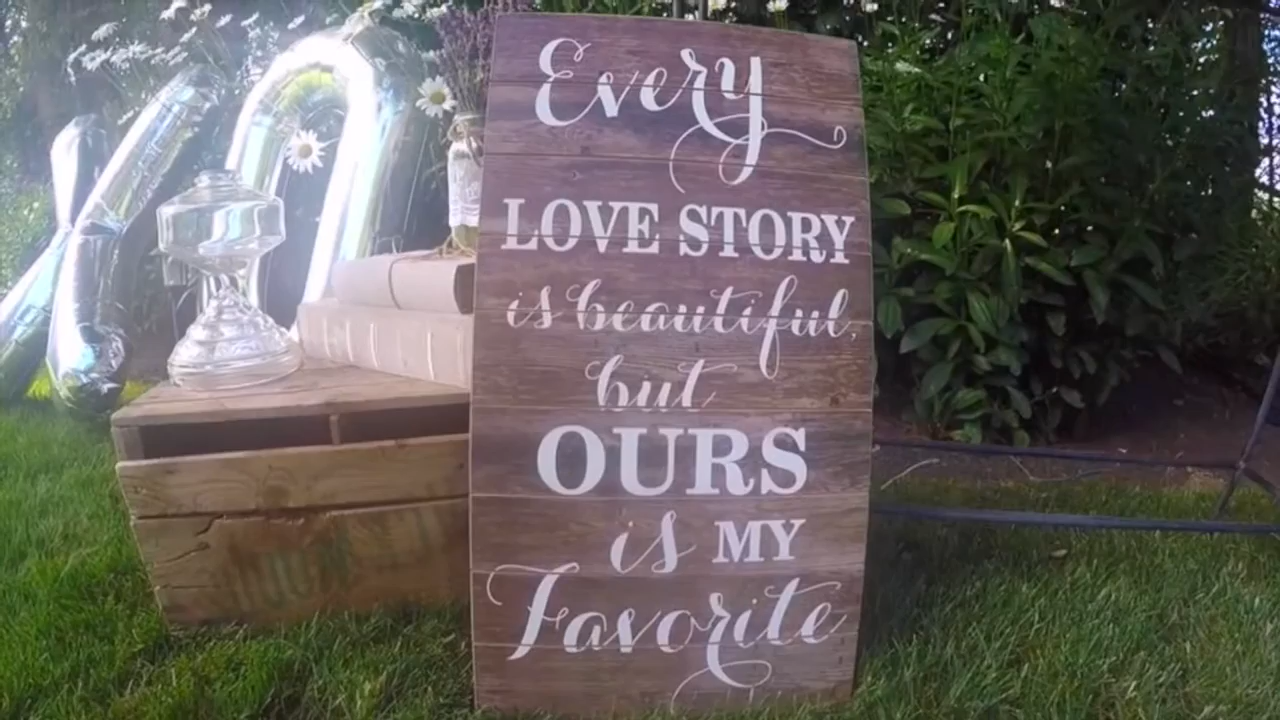 Every
LOVE STORY
is beautiful,
but
OURS
is MY
Favorite